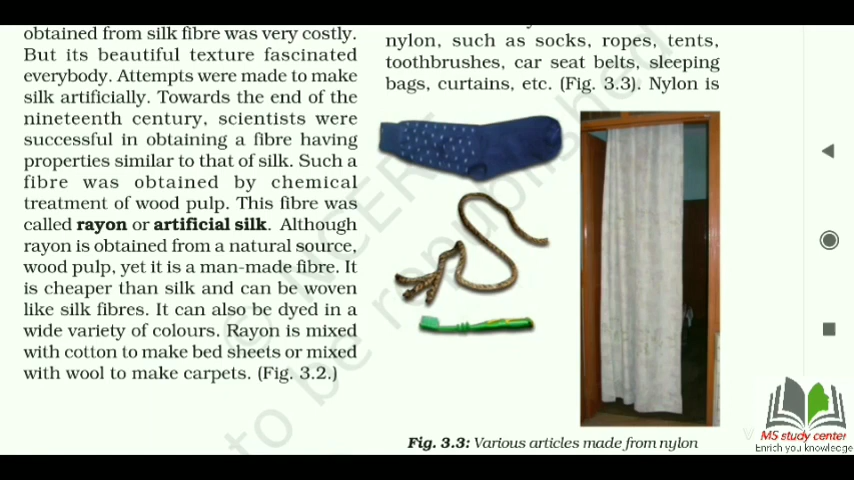 obtained from silk fibre was very costly.
But its beautiful texture fascinated
everybody. Attempts were made to make
silk artificially. Towards the end of the
nineteenth century, scientists were
successful in obtaining a fibre having
properties similar to that of silk. Such a
fibre was obtained by chemical
treatment of wood pulp. This fibre was
called rayon or artificial silk. Although
rayon is obtained from a natural source,
wood pulp, yet it is a man-made fibre. It
is cheaper than silk and can be woven
like silk fibres. It can also be dyed in a
wide variety of colours. Rayon is mixed
with cotton to make bed sheets or mixed
with wool to make carpets. (Fig. 3.2.)
nylon, such as socks, ropes, tents,
toothbrushes, car seat belts, sleeping
bags, curtains, etc. (Fig. 3.3). Nylon is
Fig. 3.3: Various articles made from nylon
© NCERT
to be republished
MS study center
Enrich you knowledge